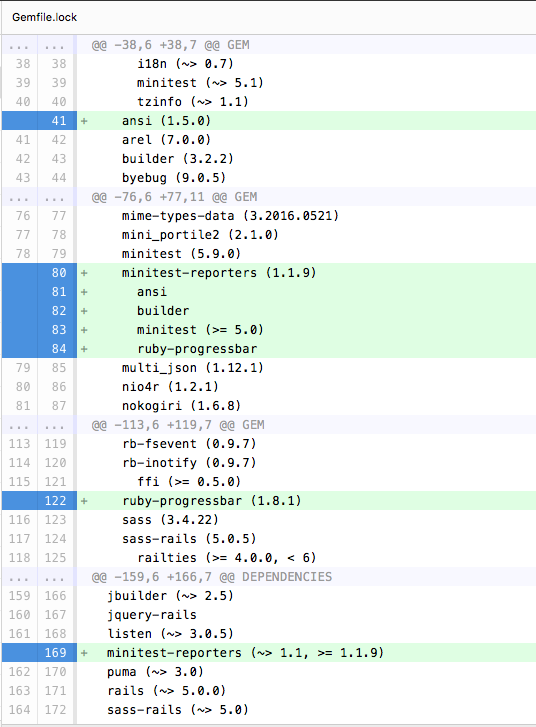 Gemfile.lock
... ... @@ -38,6 +38,7 @@ GEM
38 38 i18n (~> 0.7)
39 39 minitest (~> 5.1)
40 40 tzinfo (~> 1.1)
41 + ansi (1.5.0)
41 42 arel (7.0.0)
42 43 builder (3.2.2)
43 44 byebug (9.0.5)
... ... @@ -76,6 +77,11 @@ GEM
76 77 mime-types-data (3.2016.0521)
77 78 mini_portile2 (2.1.0)
78 79 minitest (5.9.0)
80 + minitest-reporters (1.1.9)
81 + ansi
82 + builder
83 + minitest (>= 5.0)
84 + ruby-progressbar
79 85 multi_json (1.12.1)
80 86 nio4r (1.2.1)
81 87 nokogiri (1.6.8)
... ... @@ -113,6 +119,7 @@ GEM
113 119 rb-fsevent (0.9.7)
114 120 rb-inotify (0.9.7)
115 121 ffi (>= 0.5.0)
122 + ruby-progressbar (1.8.1)
116 123 sass (3.4.22)
117 124 sass-rails (5.0.5)
118 125 railties (>= 4.0.0, < 6)
... ... @@ -159,6 +166,7 @@ DEPENDENCIES
159 166 jbuilder (~> 2.5)
160 167 jquery-rails
161 168 listen (~> 3.0.5)
169 + minitest-reporters (~> 1.1, >= 1.1.9)
162 170 puma (~> 3.0)
163 171 rails (~> 5.0.0)
164 172 sass-rails (~> 5.0)